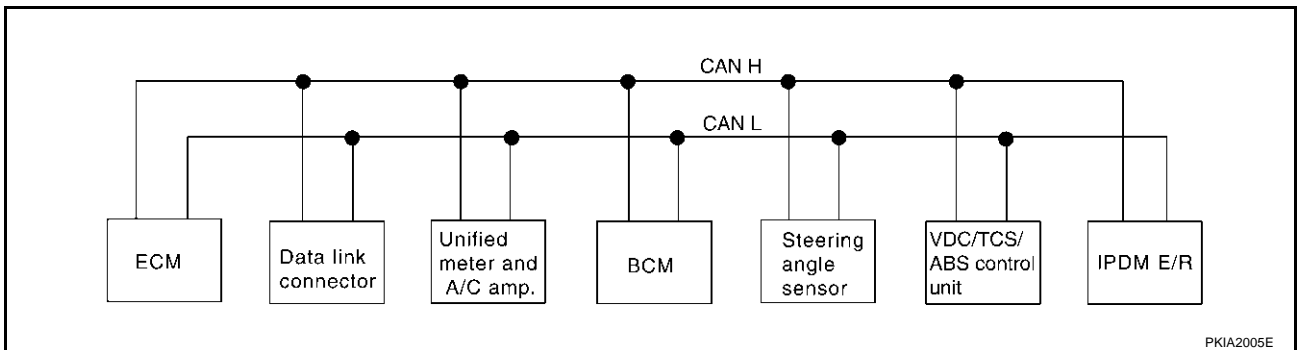 CAN H
CAN L
ECM
Data link
connector
Unified
meter and
A/C amp.
BCM
Steering
angle
sensor
VDC/TCS/
ABS control
unit
IPDM E/R
PKIA2005E